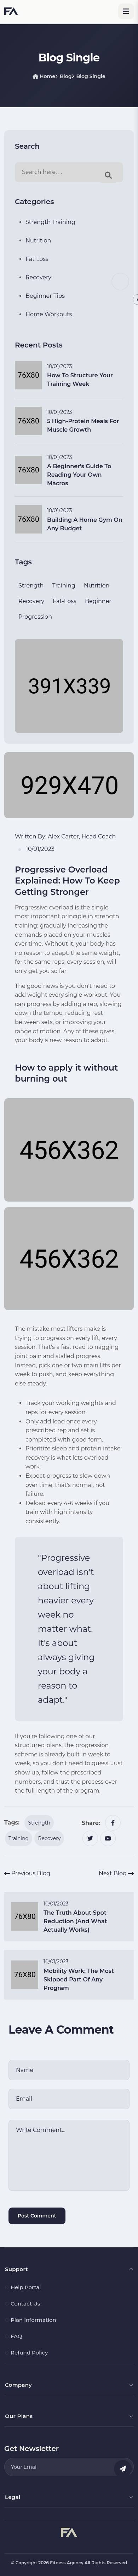 FA
Blog Single
Home> Blog> Blog Single
Search
Search here...
Categories
• Strength Training
• Nutrition
• Fat Loss
• Recovery
• Beginner Tips
• Home Workouts
Recent Posts
76X80
10/01/2023
How To Structure Your
Training Week
76X80
10/01/2023
5 High-Protein Meals For
Muscle Growth
76X80
10/01/2023
A Beginner's Guide To
Reading Your Own
Macros
76X80
10/01/2023
Building A Home Gym On
Any Budget
Tags
Strength Training Nutrition
Recovery Fat-Loss Beginner
Progression
391X339
929X470
Written By: Alex Carter, Head Coach
10/01/2023
Progressive Overload
Explained: How To Keep
Getting Stronger
Progressive overload is the single
most important principle in strength
training: gradually increasing the
demands placed on your muscles
over time. Without it, your body has
no reason to adapt: the same weight,
for the same reps, every session, will
only get you so far.
The good news is you don't need to
add weight every single workout. You
can progress by adding a rep, slowing
down the tempo, reducing rest
between sets, or improving your
range of motion. Any of these gives
your body a new reason to adapt.
How to apply it without
burning out
456X362
456X362
The mistake most lifters make is
trying to progress on every lift, every
session. That's a fast road to nagging
joint pain and stalled progress.
Instead, pick one or two main lifts per
week to push, and keep everything
else steady.
• Track your working weights and
reps for every session.
• Only add load once every
prescribed rep and set is
completed with good form.
• Prioritize sleep and protein intake:
recovery is what lets overload
work.
• Expect progress to slow down
over time; that's normal, not
failure.
• Deload every 4-6 weeks if you
train with high intensity
consistently.
"Progressive
overload isn't
about lifting
heavier every
week no
matter what.
It's about
always giving
your body a
reason to
adapt."
If you're following one of our
structured plans, the progression
scheme is already built in week to
week, so you don't need to guess. Just
show up, follow the prescribed
numbers, and trust the process over
the full length of the program.
Tags: Strength
Training Recovery
Share:
Previous Blog
Next Blog
76X80
10/01/2023
The Truth About Spot
Reduction (And What
Actually Works)
76X80
10/01/2023
Mobility Work: The Most
Skipped Part Of Any
Program
Leave A Comment
Name
Email
Write Comment...
Post Comment
Support
Help Portal
Contact Us
Plan Information
FAQ
Refund Policy
Company
Our Plans
Get Newsletter
Your Email
Legal
FA
© Copyright 2026 Fitness Agency All Rights Reserved